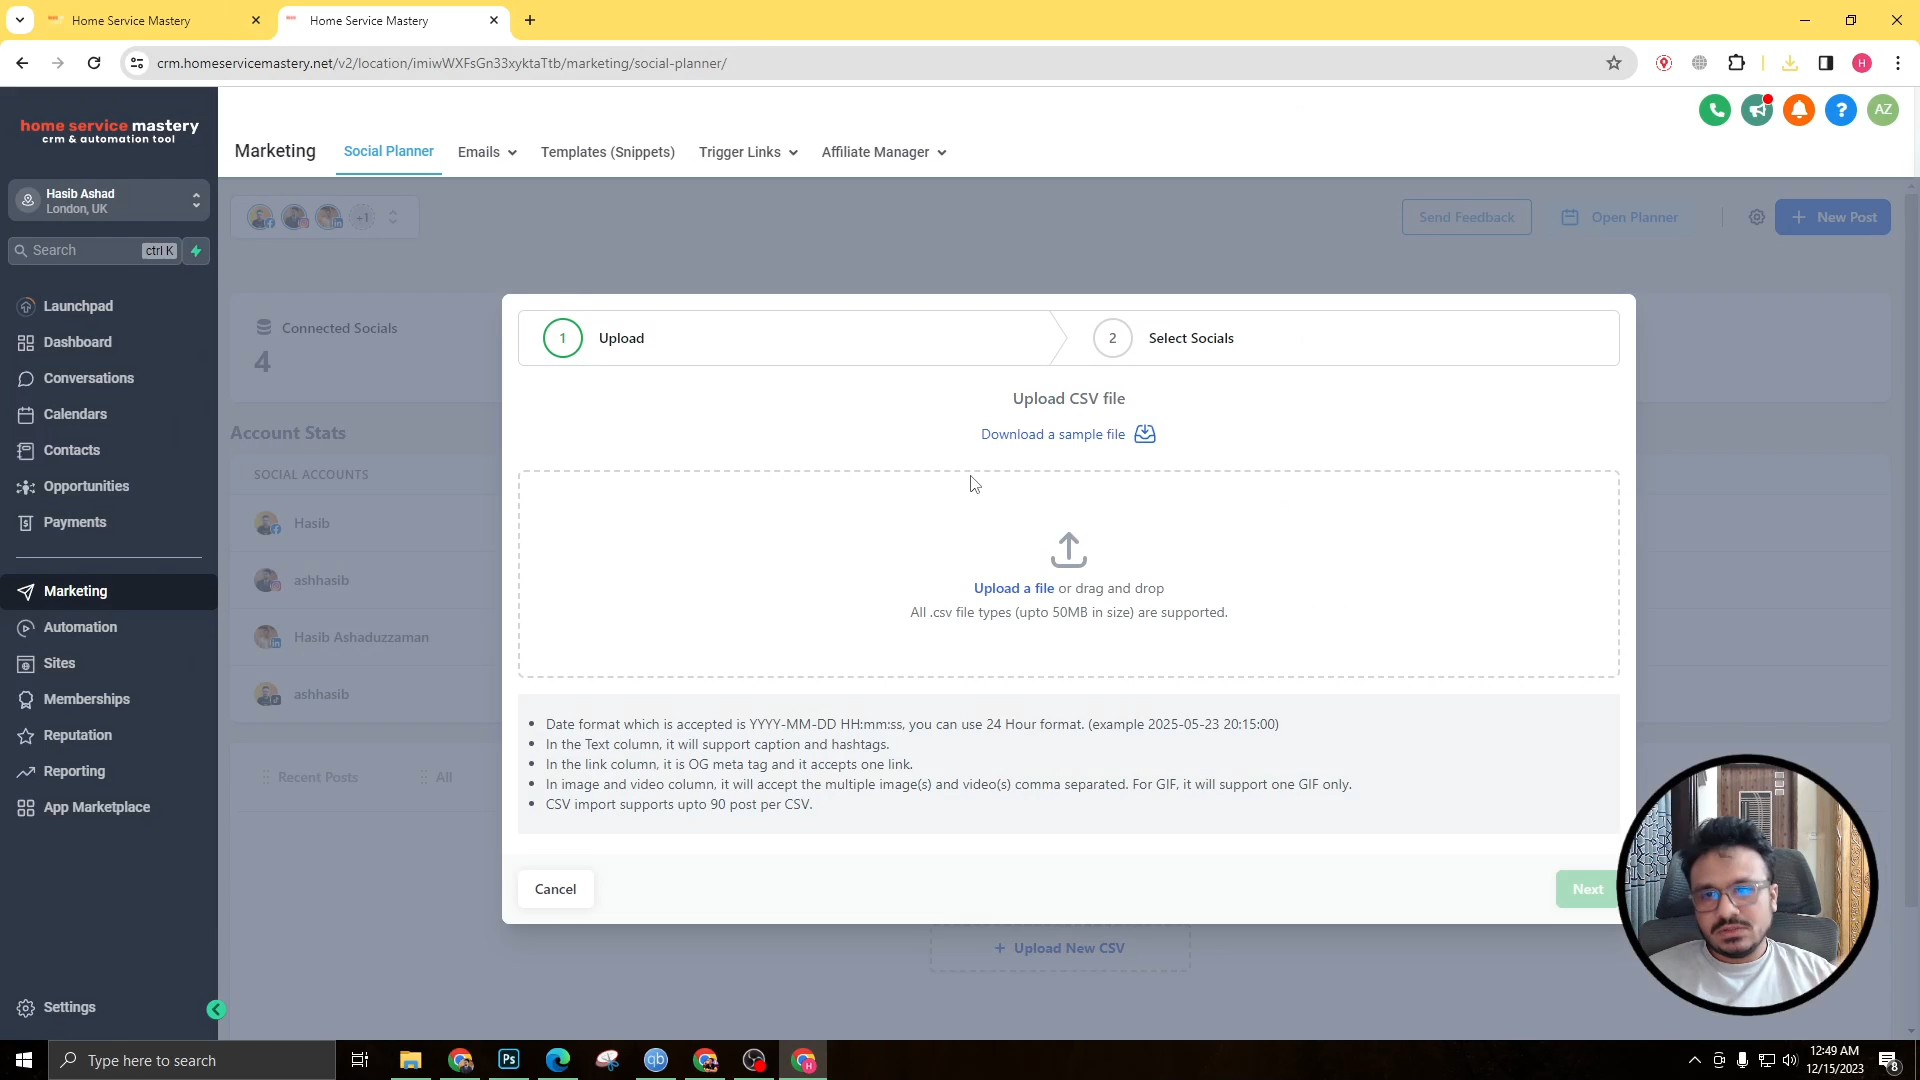 Home Service Mastery
Home Service Mastery
crm.homeservicemastery.net/v2/location/imiwWXFsGn33xyktaTtb/marketing/social-planner/
H
home service mastery
crm & automation tool
AZ
Marketing
Social Planner
Emails
Templates (Snippets)
Trigger Links
Affiliate Manager
Hasib Ashad
London, UK
+1
Send Feedback
Open Planner
+ New Post
Search
ctrl K
Launchpad
Dashboard
Conversations
Calendars
Contacts
Opportunities
Payments
Marketing
Automation
Sites
Memberships
Reputation
Reporting
App Marketplace
Settings
Connected Socials
4
Account Stats
SOCIAL ACCOUNTS
Hasib
ashhasib
Hasib Ashaduzzaman
ashhasib
Recent Posts
All
1 Upload
2 Select Socials
Upload CSV file
Download a sample file
Upload a file or drag and drop
All .csv file types (upto 50MB in size) are supported.
• Date format which is accepted is YYYY-MM-DD HH:mm:ss, you can use 24 Hour format. (example 2025-05-23 20:15:00)
• In the Text column, it will support caption and hashtags.
• In the link column, it is OG meta tag and it accepts one link.
• In image and video column, it will accept the multiple image(s) and video(s) comma separated. For GIF, it will support one GIF only.
• CSV import supports upto 90 post per CSV.
Cancel
Next
+ Upload New CSV
Type here to search
Ps
qb
H
12:49 AM
12/15/2023
8